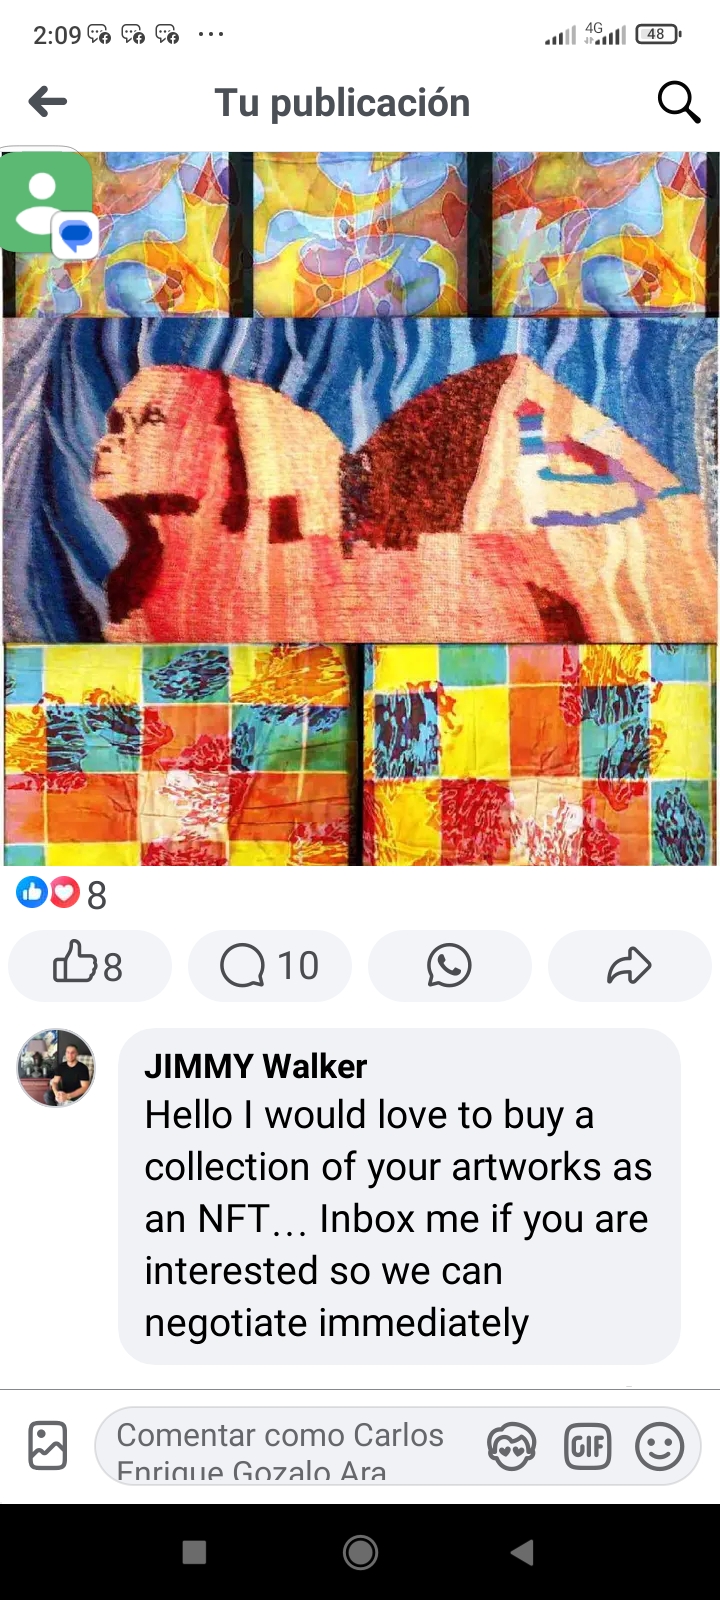 2:09 ... 4G 48
Tu publicación
8
8 10
JIMMY Walker
Hello I would love to buy a
collection of your artworks as
an NFT... Inbox me if you are
interested so we can
negotiate immediately
Comentar como Carlos
Enrique Gozalo Ara
GIF